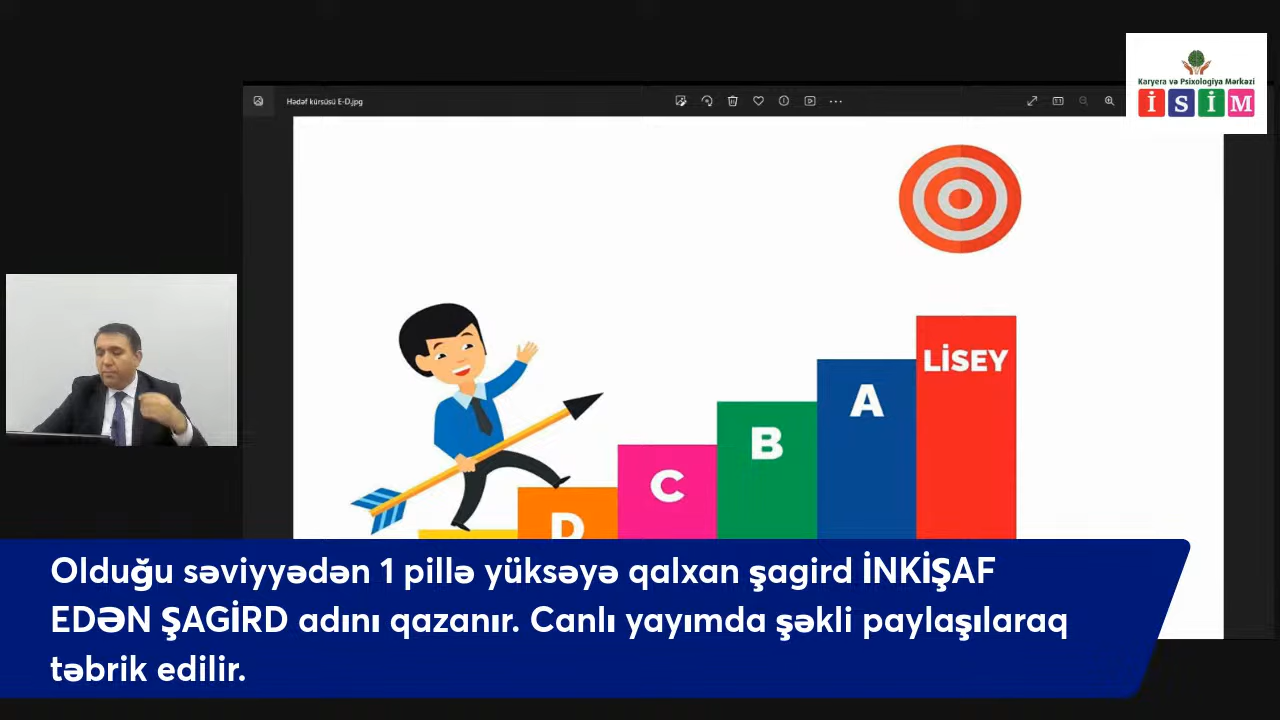 Karyera və Psixologiya Mərkəzi
İSİM
Hədəf kürsüsü E-D.jpg
LİSEY
A
B
C
D
Olduğu səviyyədən 1 pillə yüksəyə qalxan şagird İNKİŞAF
EDƏN ŞAGİRD adını qazanır. Canlı yayımda şəkli paylaşılaraq
təbrik edilir.